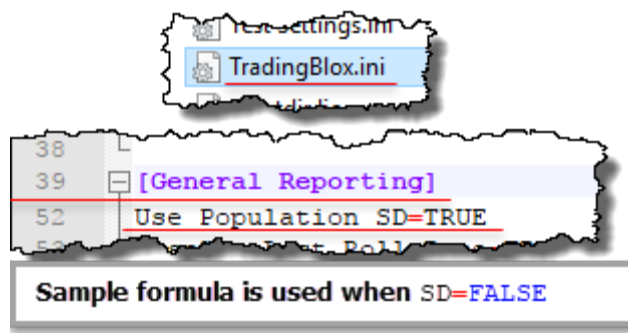 TradingBlox.ini
38
39 [General Reporting]
52 Use Population SD=TRUE
Sample formula is used when SD=FALSE